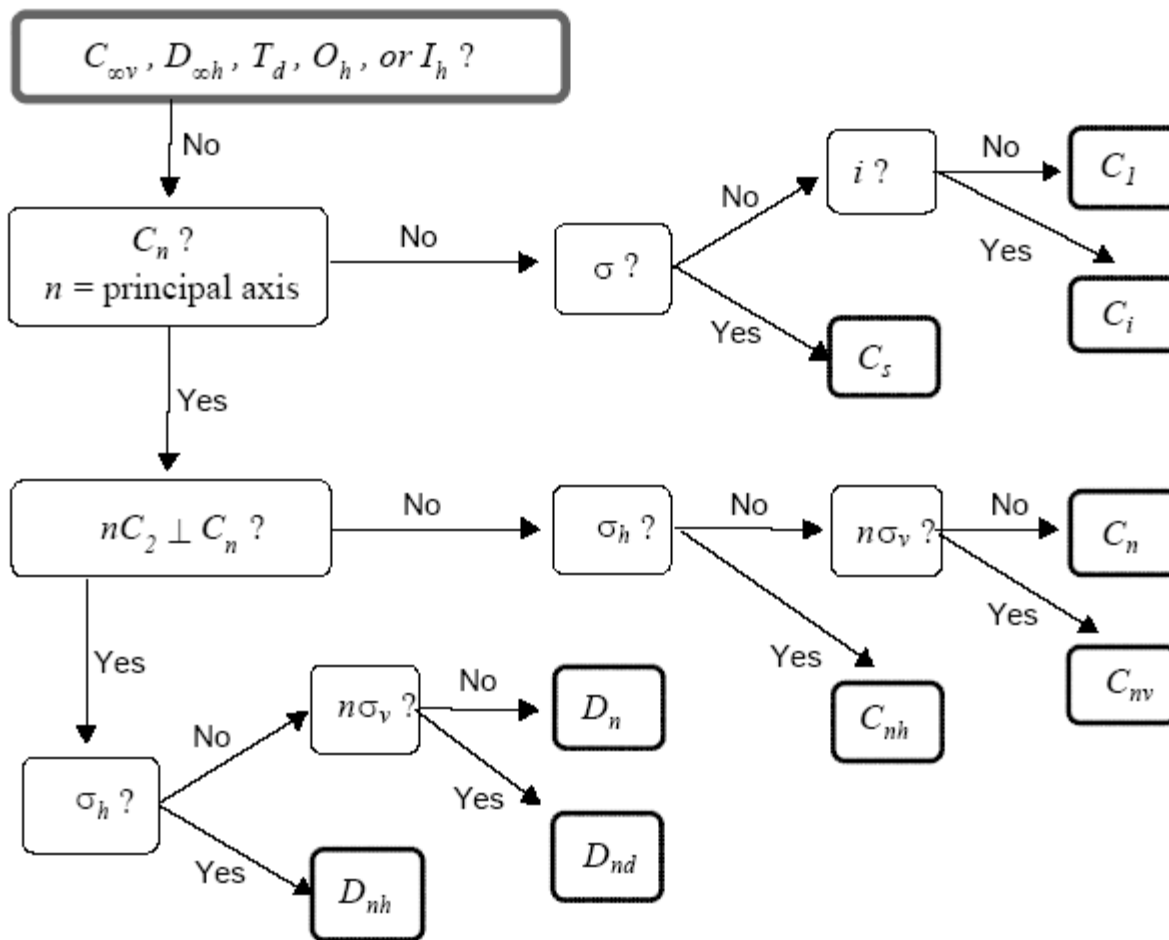 C∞v , D∞h , Td , Oh , or Ih ?
No
Cn ?
n = principal axis
No
σ ?
No
i ?
No
C1
Yes
Ci
Yes
Cs
Yes
nC2 ⊥ Cn ?
No
σh ?
No
nσv ?
No
Cn
Yes
Cnv
Yes
Cnh
Yes
σh ?
No
nσv ?
No
Dn
Yes
Dnd
Yes
Dnh